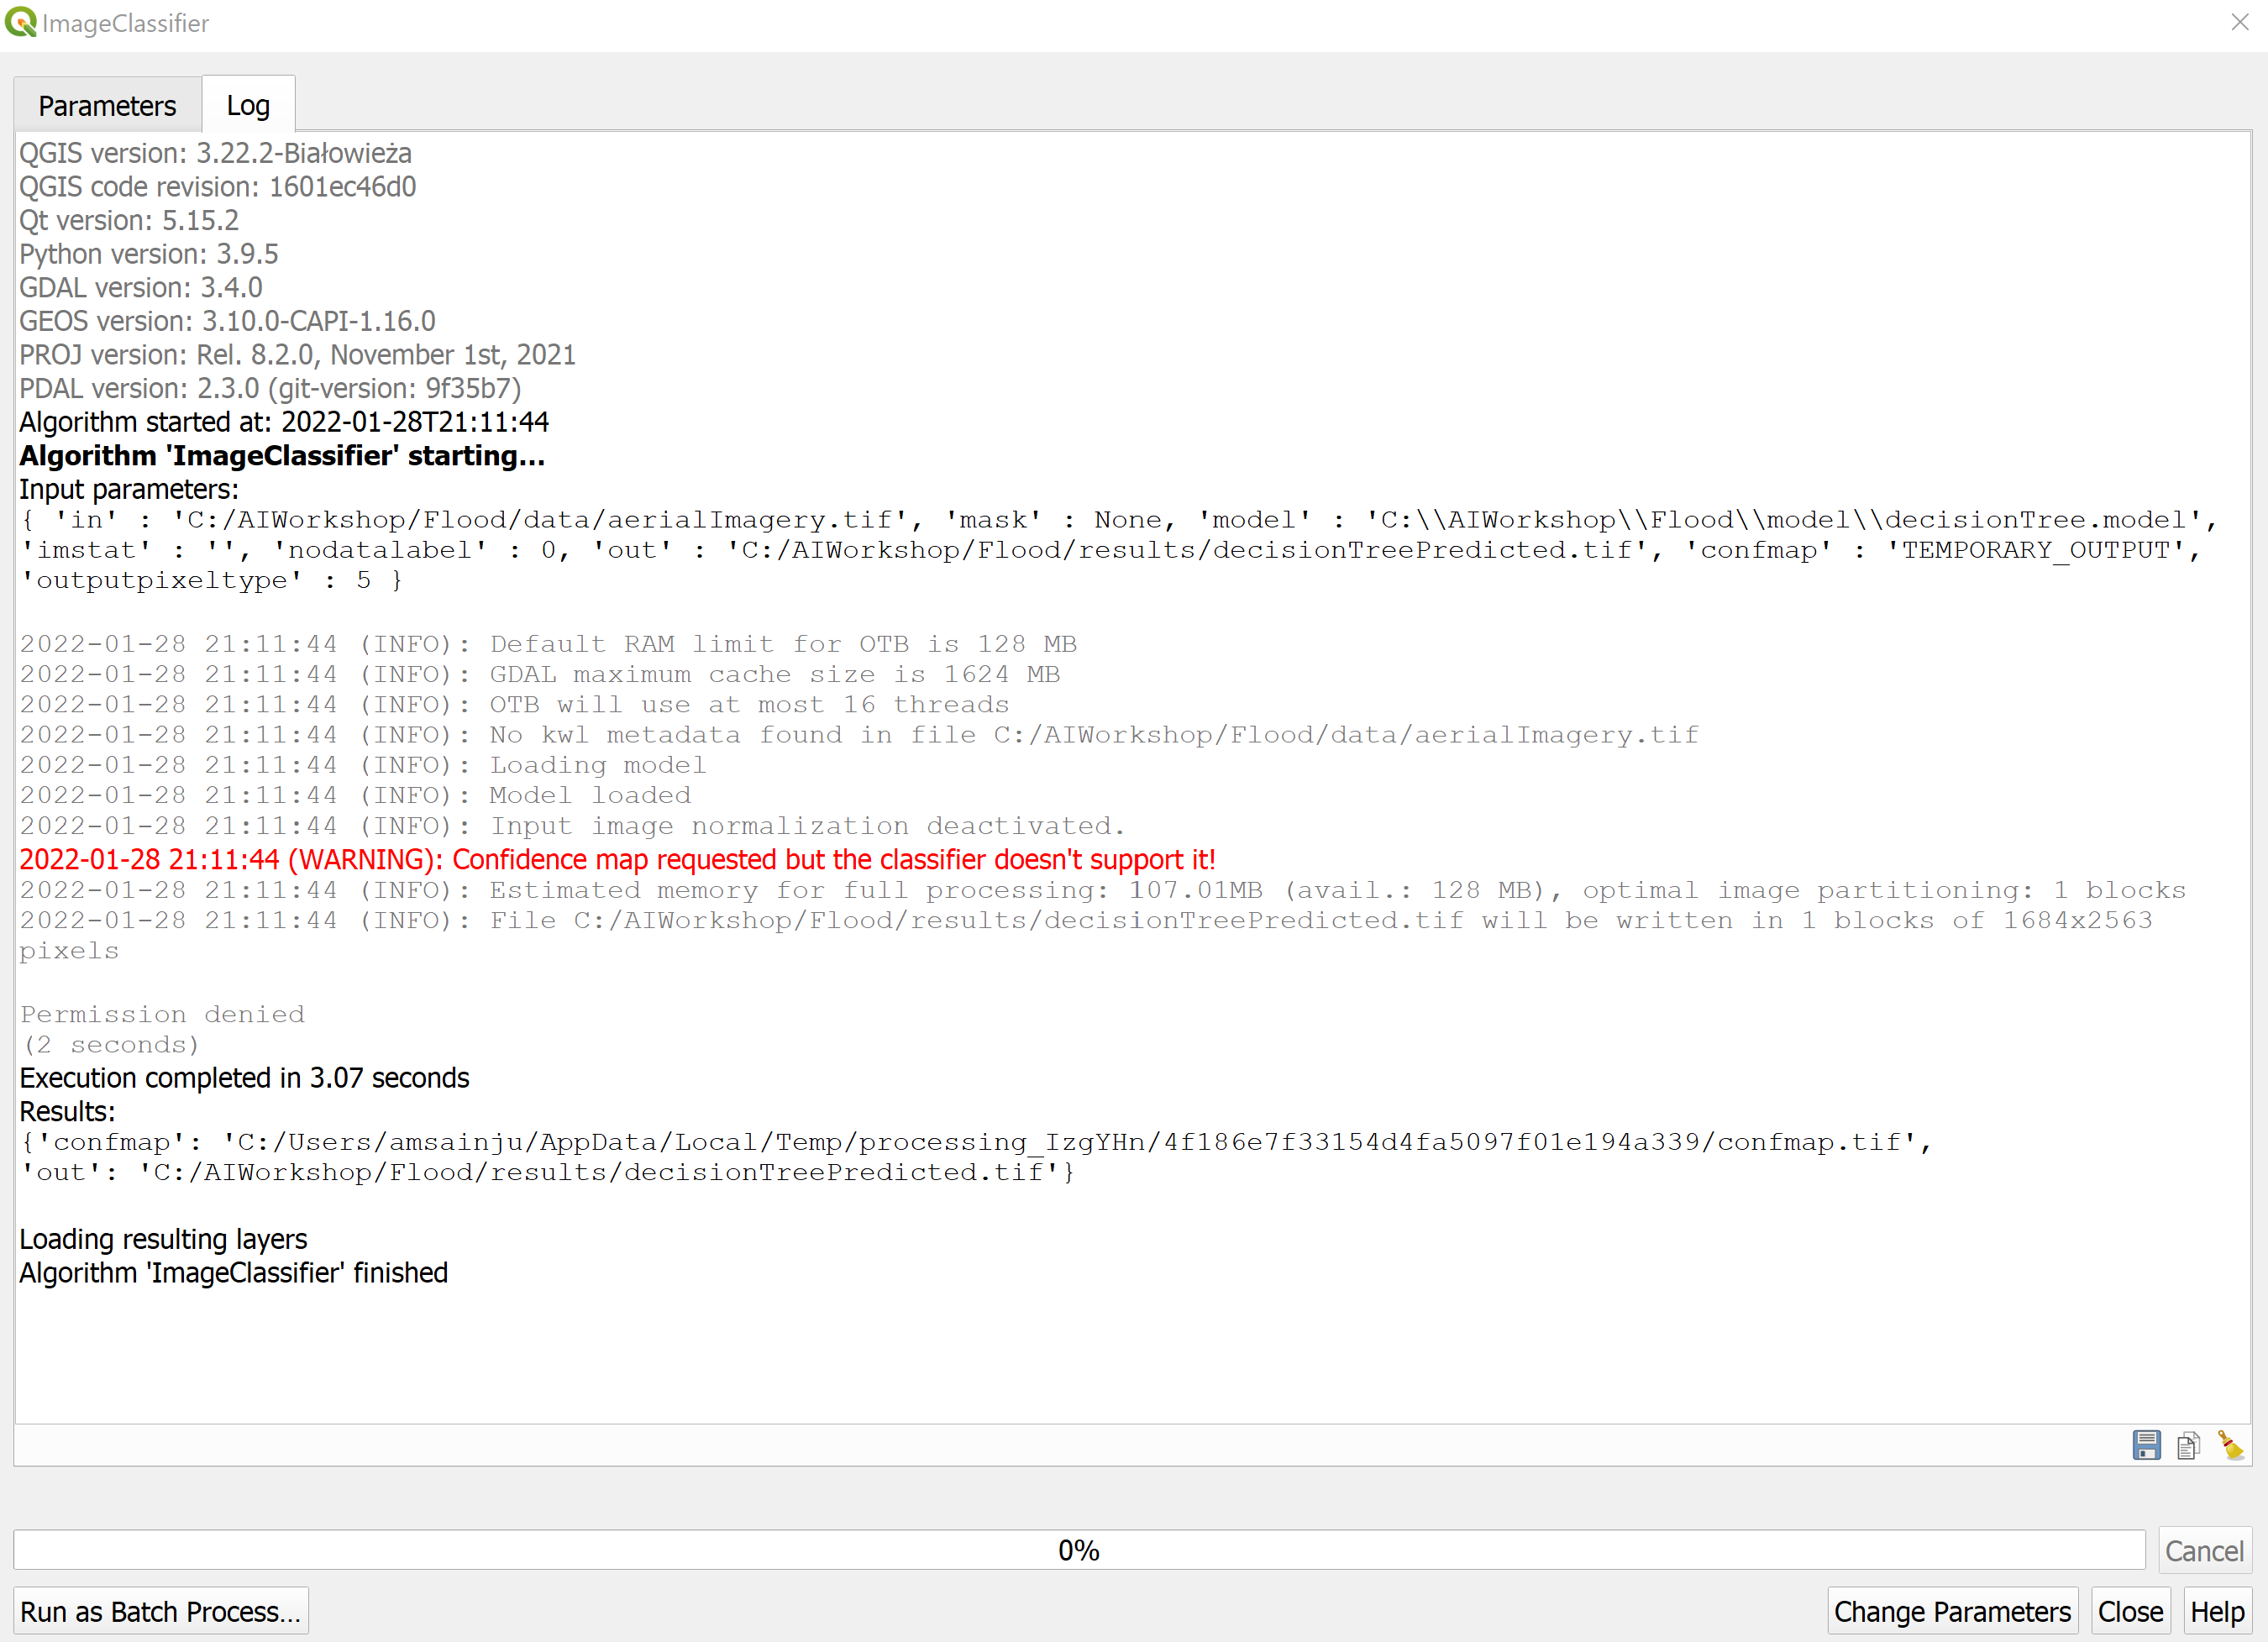 ImageClassifier
Parameters
Log
QGIS version: 3.22.2-Białowieża
QGIS code revision: 1601ec46d0
Qt version: 5.15.2
Python version: 3.9.5
GDAL version: 3.4.0
GEOS version: 3.10.0-CAPI-1.16.0
PROJ version: Rel. 8.2.0, November 1st, 2021
PDAL version: 2.3.0 (git-version: 9f35b7)
Algorithm started at: 2022-01-28T21:11:44
Algorithm 'ImageClassifier' starting…
Input parameters:
{ 'in' : 'C:/AIWorkshop/Flood/data/aerialImagery.tif', 'mask' : None, 'model' : 'C:\\AIWorkshop\\Flood\\model\\decisionTree.model',
'imstat' : '', 'nodatalabel' : 0, 'out' : 'C:/AIWorkshop/Flood/results/decisionTreePredicted.tif', 'confmap' : 'TEMPORARY_OUTPUT',
'outputpixeltype' : 5 }
2022-01-28 21:11:44 (INFO): Default RAM limit for OTB is 128 MB
2022-01-28 21:11:44 (INFO): GDAL maximum cache size is 1624 MB
2022-01-28 21:11:44 (INFO): OTB will use at most 16 threads
2022-01-28 21:11:44 (INFO): No kwl metadata found in file C:/AIWorkshop/Flood/data/aerialImagery.tif
2022-01-28 21:11:44 (INFO): Loading model
2022-01-28 21:11:44 (INFO): Model loaded
2022-01-28 21:11:44 (INFO): Input image normalization deactivated.
2022-01-28 21:11:44 (WARNING): Confidence map requested but the classifier doesn't support it!
2022-01-28 21:11:44 (INFO): Estimated memory for full processing: 107.01MB (avail.: 128 MB), optimal image partitioning: 1 blocks
2022-01-28 21:11:44 (INFO): File C:/AIWorkshop/Flood/results/decisionTreePredicted.tif will be written in 1 blocks of 1684x2563
pixels
Permission denied
(2 seconds)
Execution completed in 3.07 seconds
Results:
{'confmap': 'C:/Users/amsainju/AppData/Local/Temp/processing_IzgYHn/4f186e7f33154d4fa5097f01e194a339/confmap.tif',
'out': 'C:/AIWorkshop/Flood/results/decisionTreePredicted.tif'}
Loading resulting layers
Algorithm 'ImageClassifier' finished
0%
Cancel
Run as Batch Process…
Change Parameters
Close
Help